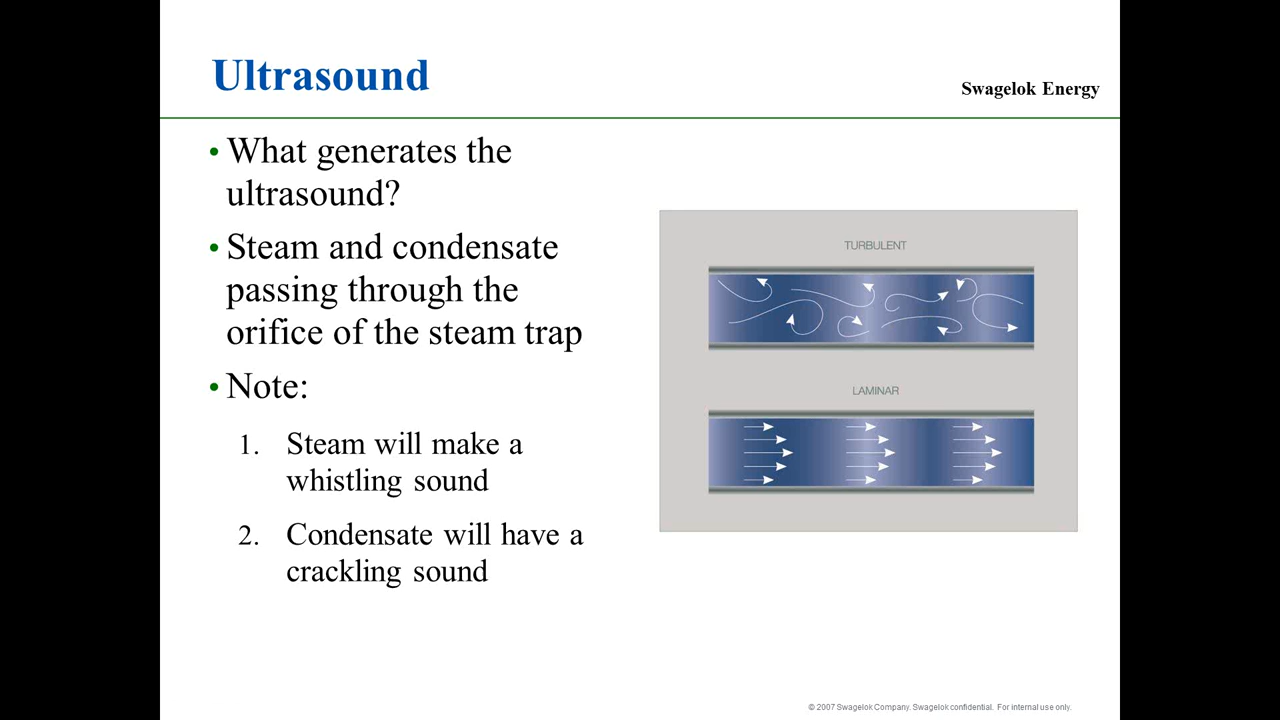 Ultrasound
Swagelok Energy
• What generates the
ultrasound?
• Steam and condensate
passing through the
orifice of the steam trap
• Note:
1. Steam will make a
whistling sound
2. Condensate will have a
crackling sound
TURBULENT
LAMINAR
© 2007 Swagelok Company. Swagelok confidential. For internal use only.